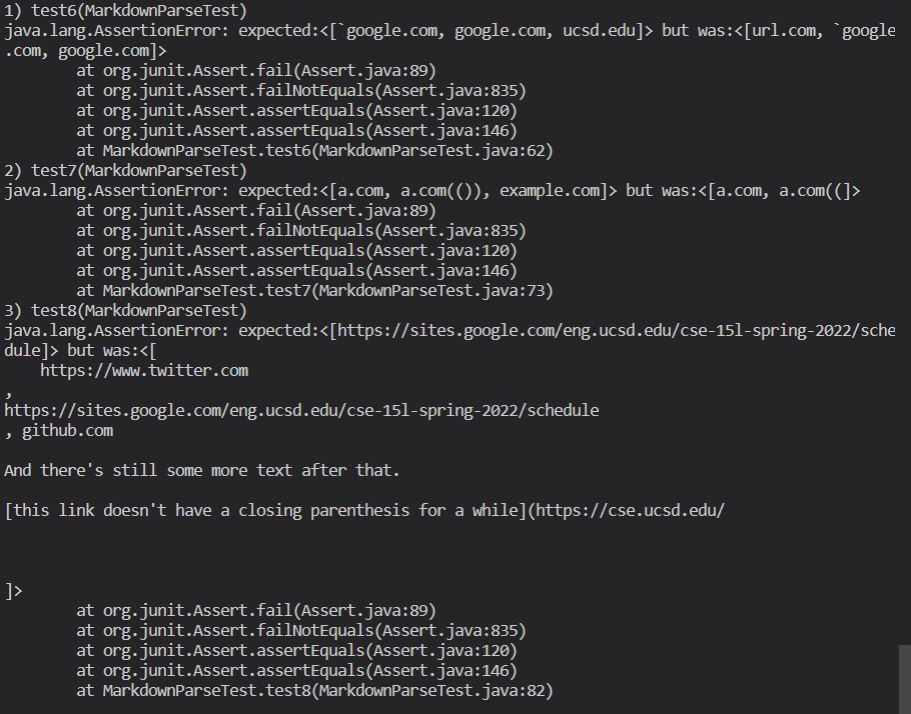 1) test6(MarkdownParseTest)
java.lang.AssertionError: expected:<[`google.com, google.com, ucsd.edu]> but was:<[url.com, `google
.com, google.com]>
        at org.junit.Assert.fail(Assert.java:89)
        at org.junit.Assert.failNotEquals(Assert.java:835)
        at org.junit.Assert.assertEquals(Assert.java:120)
        at org.junit.Assert.assertEquals(Assert.java:146)
        at MarkdownParseTest.test6(MarkdownParseTest.java:62)
2) test7(MarkdownParseTest)
java.lang.AssertionError: expected:<[a.com, a.com(()), example.com]> but was:<[a.com, a.com((]>
        at org.junit.Assert.fail(Assert.java:89)
        at org.junit.Assert.failNotEquals(Assert.java:835)
        at org.junit.Assert.assertEquals(Assert.java:120)
        at org.junit.Assert.assertEquals(Assert.java:146)
        at MarkdownParseTest.test7(MarkdownParseTest.java:73)
3) test8(MarkdownParseTest)
java.lang.AssertionError: expected:<[https://sites.google.com/eng.ucsd.edu/cse-15l-spring-2022/sche
dule]> but was:<[
    https://www.twitter.com
,
https://sites.google.com/eng.ucsd.edu/cse-15l-spring-2022/schedule
, github.com

And there's still some more text after that.

[this link doesn't have a closing parenthesis for a while](https://cse.ucsd.edu/



]>
        at org.junit.Assert.fail(Assert.java:89)
        at org.junit.Assert.failNotEquals(Assert.java:835)
        at org.junit.Assert.assertEquals(Assert.java:120)
        at org.junit.Assert.assertEquals(Assert.java:146)
        at MarkdownParseTest.test8(MarkdownParseTest.java:82)